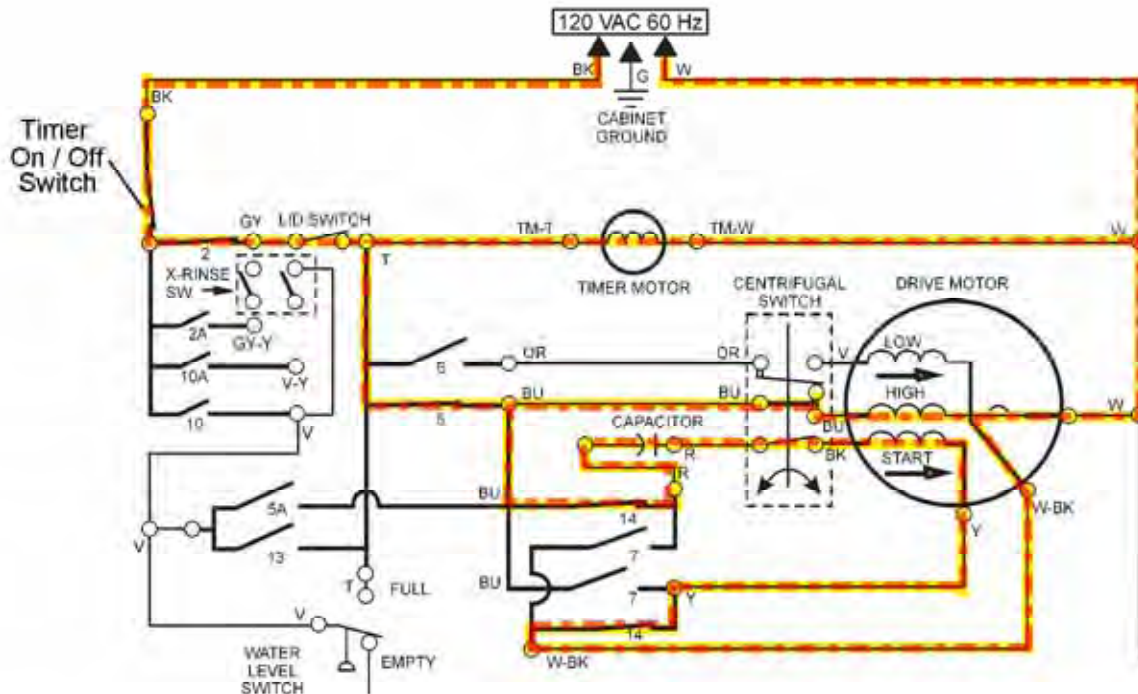 120 VAC 60 Hz
BK
G
W
BK
CABINET
GROUND
Timer
On / Off
Switch
GY
LID SWITCH
2
T
TM-T
TM-W
W
TIMER MOTOR
X-RINSE
SW
CENTRIFUGAL
SWITCH
DRIVE MOTOR
2A
GY-Y
6
OR
OR
V
LOW
10A
V-Y
HIGH
5
BU
BU
BU
W
10
V
CAPACITOR
R
BK
START
R
5A
BU
14
W-BK
V
13
7
Y
T
FULL
BU
7
Y
V
14
EMPTY
W-BK
WATER
LEVEL
SWITCH